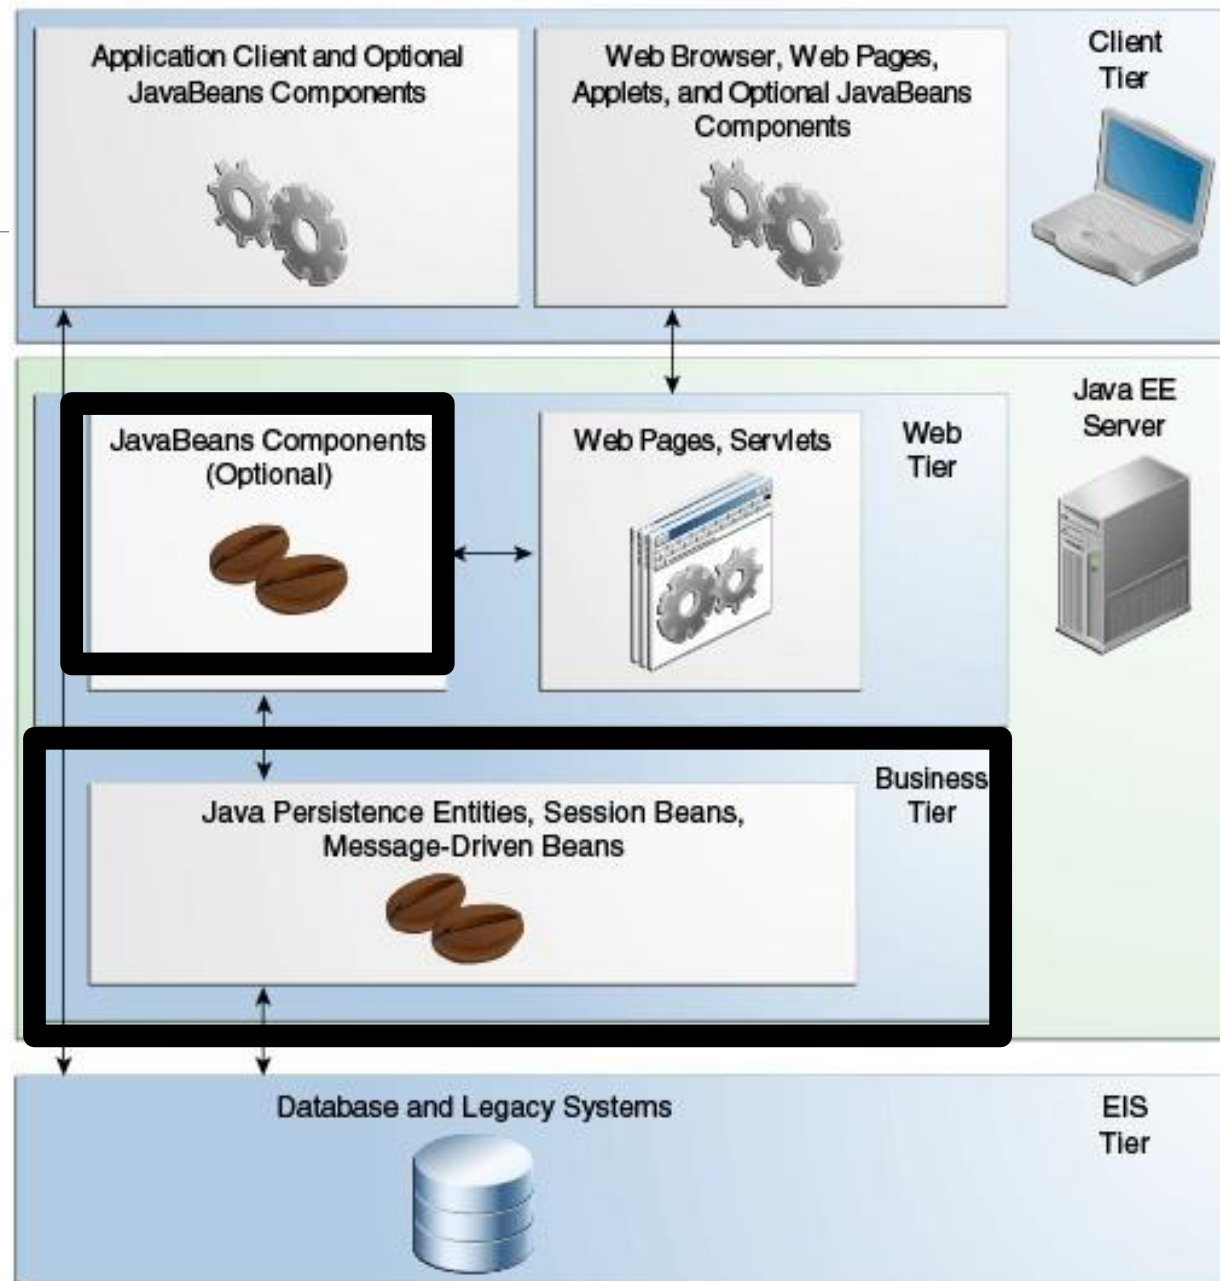 Application Client and Optional
JavaBeans Components
Web Browser, Web Pages,
Applets, and Optional JavaBeans
Components
Client
Tier
JavaBeans Components
(Optional)
Web Pages, Servlets
Web
Tier
Java EE
Server
Java Persistence Entities, Session Beans,
Message-Driven Beans
Business
Tier
Database and Legacy Systems
EIS
Tier